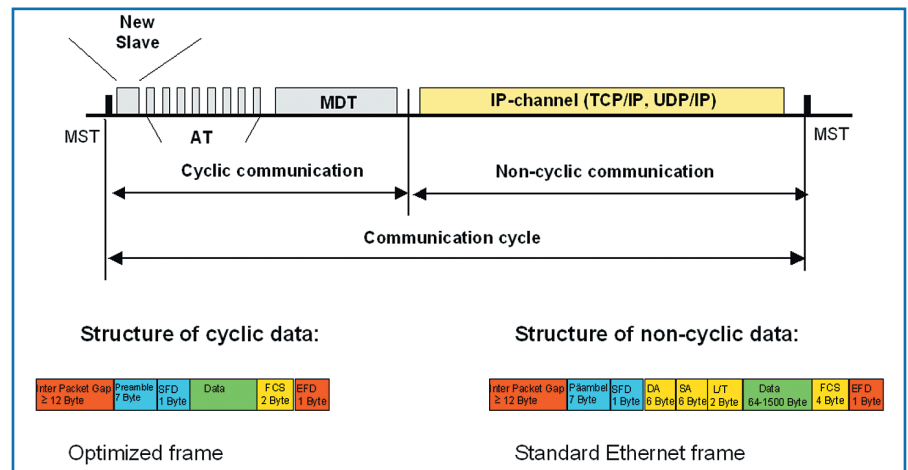 New
Slave
MDT
IP-channel (TCP/IP, UDP/IP)
MST
AT
MST
Cyclic communication
Non-cyclic communication
Communication cycle
Structure of cyclic data:
Structure of non-cyclic data:
Inter Packet Gap
≥ 12 Byte
Preamble
7 Byte
SFD
1 Byte
Data
FCS
2 Byte
EFD
1 Byte
Inter Packet Gap
≥ 12 Byte
Päambel
7 Byte
SFD
1 Byte
DA
6 Byte
SA
6 Byte
L/T
2 Byte
Data
64-1500 Byte
FCS
4 Byte
EFD
1 Byte
Optimized frame
Standard Ethernet frame